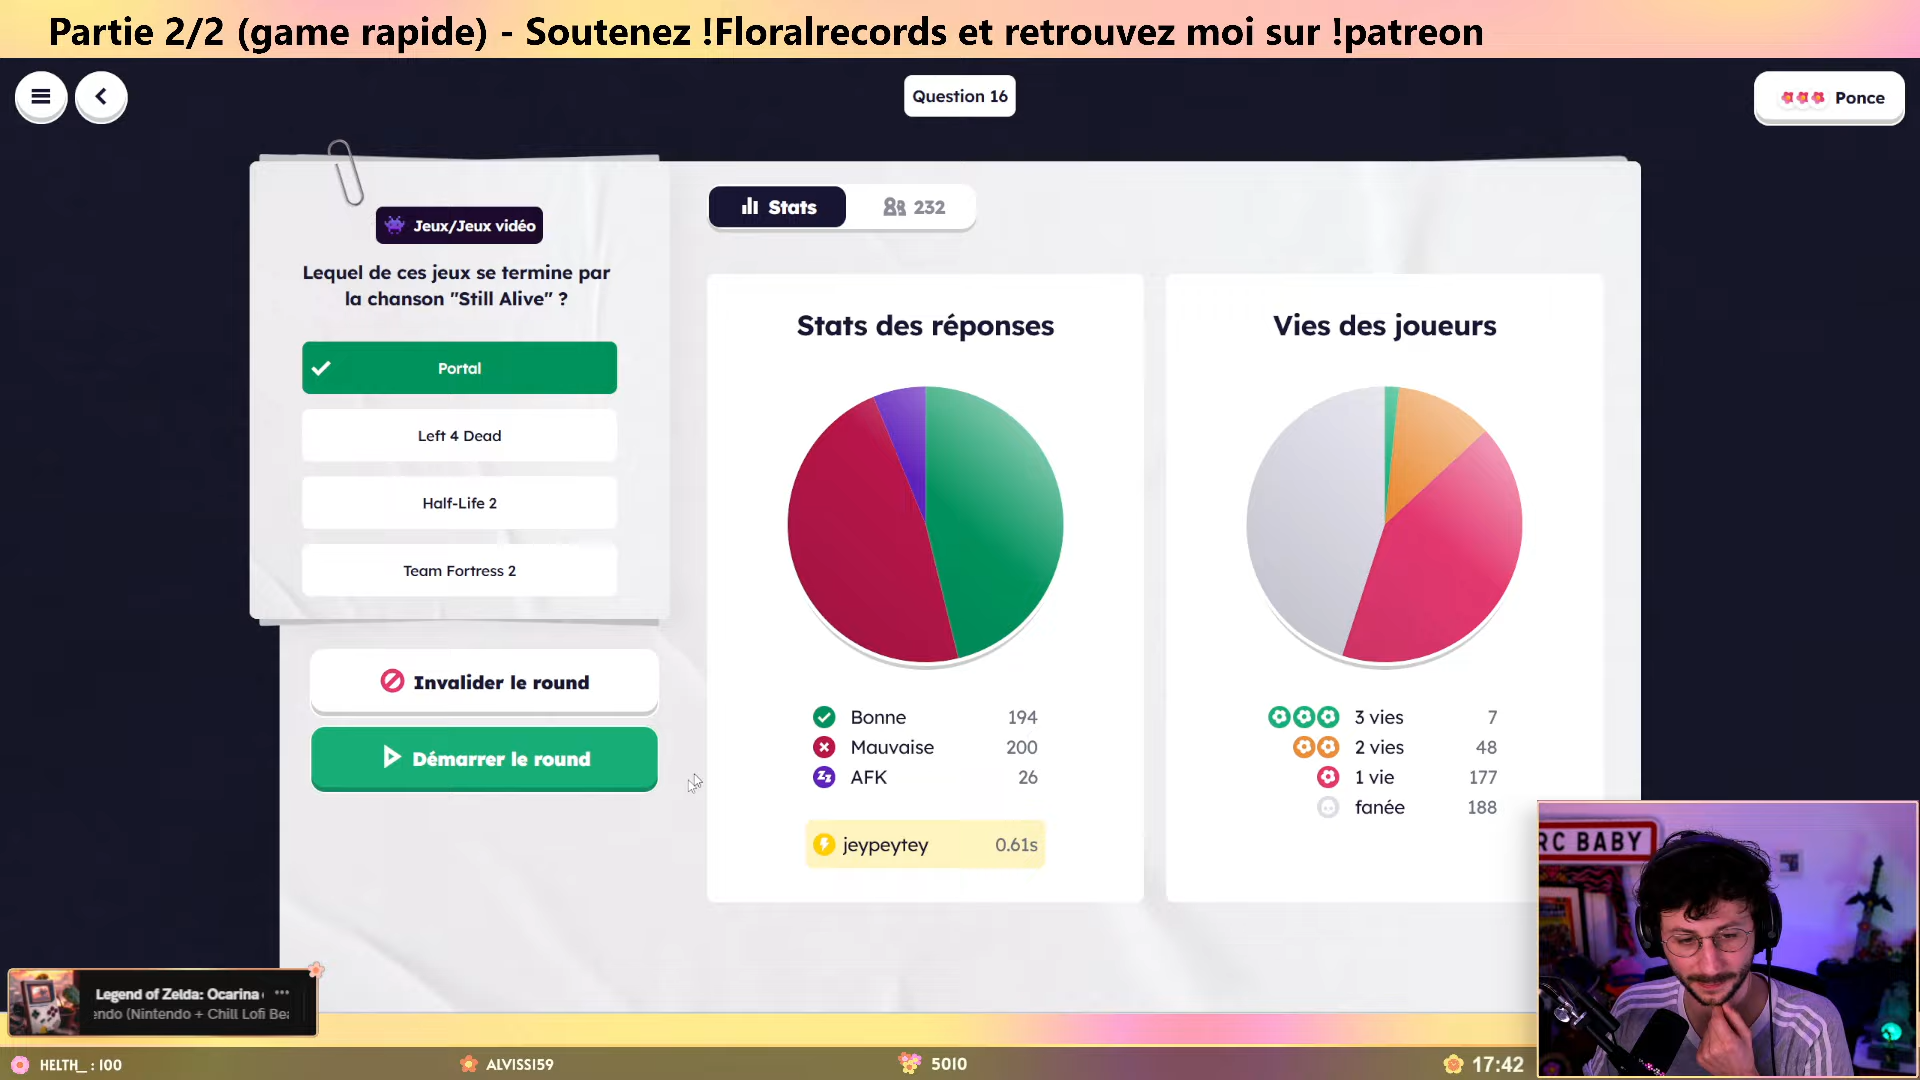 Partie 2/2 (game rapide) - Soutenez !Floralrecords et retrouvez moi sur !patreon
Question 16
Ponce
Jeux/Jeux vidéo
Lequel de ces jeux se termine par
la chanson "Still Alive" ?
Portal
Left 4 Dead
Half-Life 2
Team Fortress 2
Invalider le round
Démarrer le round
Stats
232
Stats des réponses
Bonne 194
Mauvaise 200
AFK 26
jeypeytey 0.61s
Vies des joueurs
3 vies 7
2 vies 48
1 vie 177
fanée 188
RC BABY
Legend of Zelda: Ocarina
endo (Nintendo + Chill Lofi Bea
HELTH_ : 100
ALVISS159
5010
17:42